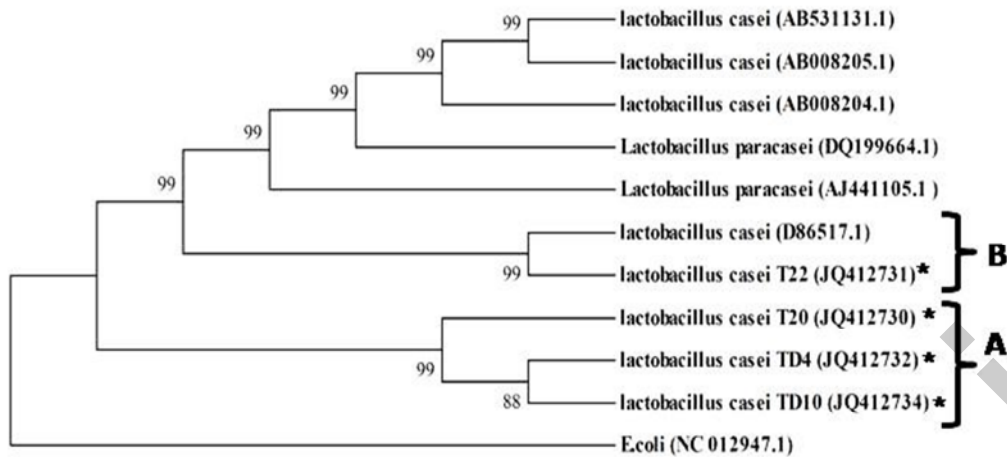 99
lactobacillus casei (AB531131.1)
99
lactobacillus casei (AB008205.1)
99
lactobacillus casei (AB008204.1)
99
Lactobacillus paracasei (DQ199664.1)
99
Lactobacillus paracasei (AJ441105.1 )
lactobacillus casei (D86517.1)
B
99
lactobacillus casei T22 (JQ412731)*
lactobacillus casei T20 (JQ412730) *
A
99
lactobacillus casei TD4 (JQ412732) *
88
lactobacillus casei TD10 (JQ412734)*
E.coli (NC 012947.1)